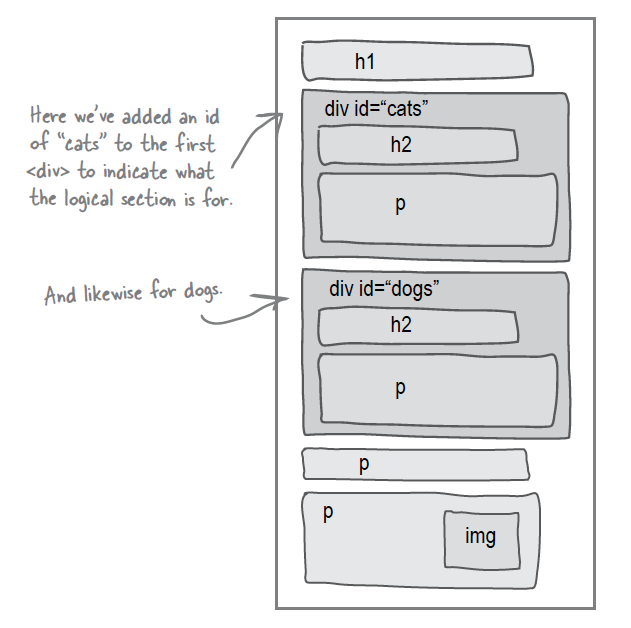 h1
Here we've added an id
of "cats" to the first
<div> to indicate what
the logical section is for.
div id=“cats”
h2
p
And likewise for dogs.
div id=“dogs”
h2
p
p
p
img